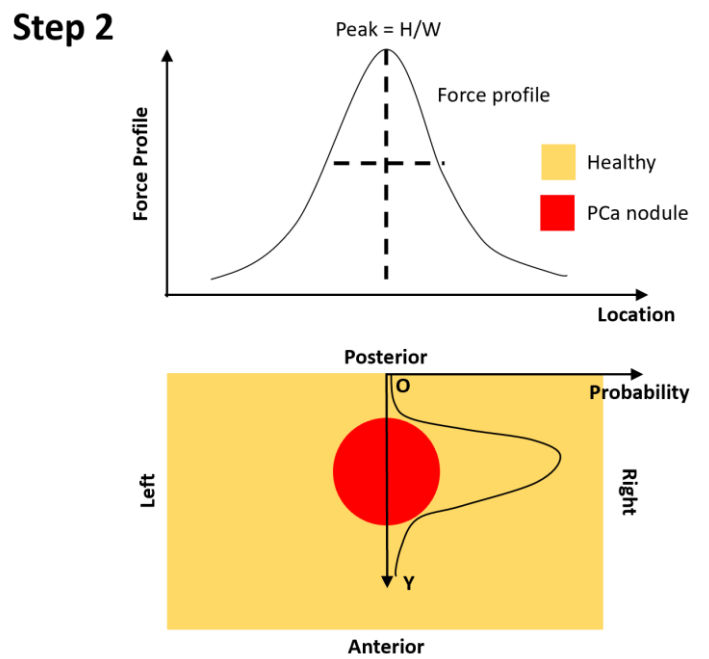 Step 2
Peak = H/W
Force profile
Force Profile
Healthy
PCa nodule
Location
Posterior
O
Probability
Left
Right
Y
Anterior